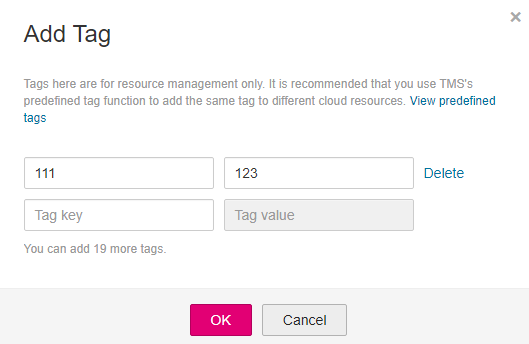 Add Tag
Tags here are for resource management only. It is recommended that you use TMS's
predefined tag function to add the same tag to different cloud resources. View predefined
tags
111 123 Delete
Tag key Tag value
You can add 19 more tags.
OK Cancel